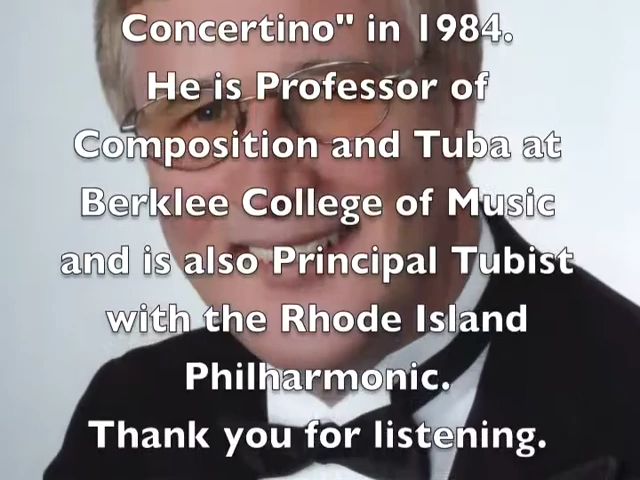 Concertino" in 1984.
He is Professor of
Composition and Tuba at
Berklee College of Music
and is also Principal Tubist
with the Rhode Island
Philharmonic.
Thank you for listening.